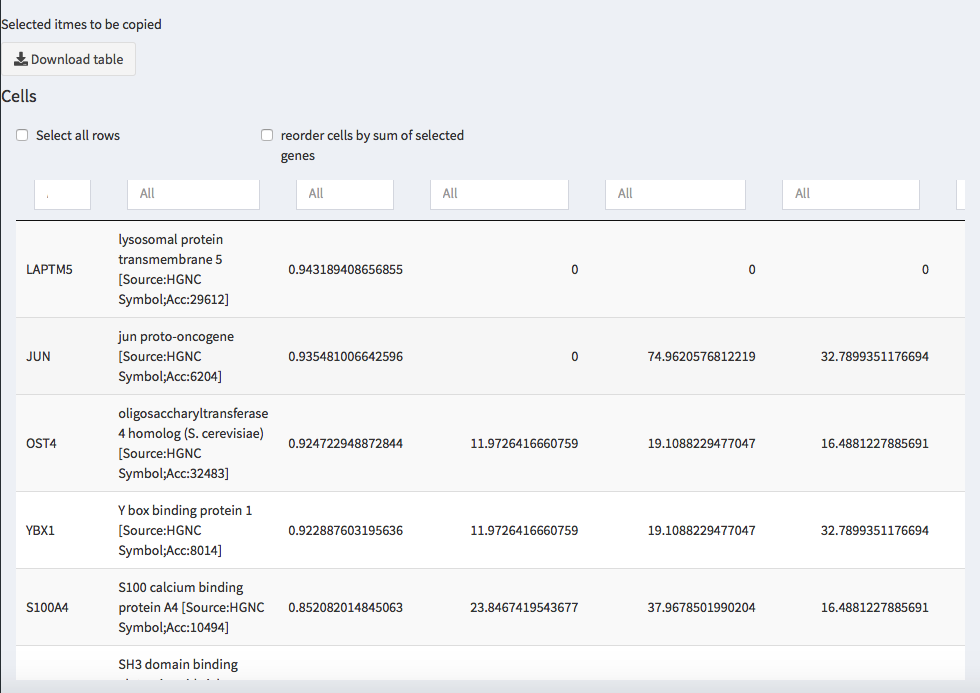 Selected itmes to be copied
Download table
Cells
Select all rows
reorder cells by sum of selected
genes
.
All
All
All
All
All
lysosomal protein
transmembrane 5
LAPTM5
[Source:HGNC
Symbol;Acc:29612]
0.943189408656855
0
0
0
jun proto-oncogene
JUN
[Source:HGNC
Symbol;Acc:6204]
0.935481006642596
0
74.9620576812219
32.7899351176694
oligosaccharyltransferase
4 homolog (S. cerevisiae)
OST4
[Source:HGNC
Symbol;Acc:32483]
0.924722948872844
11.9726416660759
19.1088229477047
16.4881227885691
Y box binding protein 1
YBX1
[Source:HGNC
Symbol;Acc:8014]
0.922887603195636
11.9726416660759
19.1088229477047
32.7899351176694
S100 calcium binding
S100A4
protein A4 [Source:HGNC
Symbol;Acc:10494]
0.852082014845063
23.8467419543677
37.9678501990204
16.4881227885691
SH3 domain binding